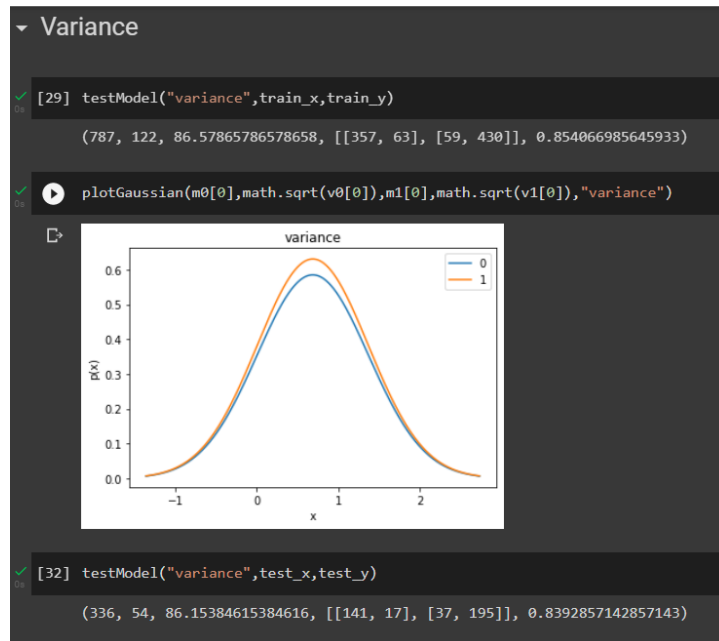 Variance
[29] testModel("variance",train_x,train_y)
0s
(787, 122, 86.57865786578658, [[357, 63], [59, 430]], 0.854066985645933)
plotGaussian(m0[0],math.sqrt(v0[0]),m1[0],math.sqrt(v1[0]),"variance")
0s
variance
0
1
0.6
0.5
0.4
0.3
0.2
0.1
0.0
p(x)
−1 0 1 2
x
[32] testModel("variance",test_x,test_y)
0s
(336, 54, 86.15384615384616, [[141, 17], [37, 195]], 0.8392857142857143)